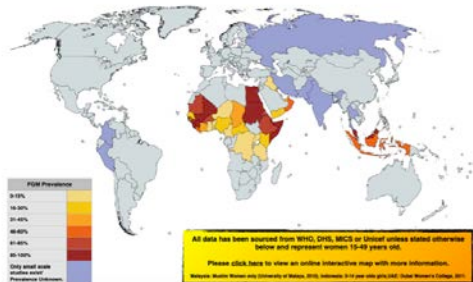 FGM Prevalence
0-15%
16-30%
31-45%
46-60%
61-85%
85-100%
Only small scale
studies exist/
Prevalence Unknown.
All data has been sourced from WHO, DHS, MICS or Unicef unless stated otherwise
below and represent women 15-49 years old.
Please click here to view an online interactive map with more information.
Malaysia: Muslim Women only (University of Malaya, 2010), Indonesia: 0-14 year olds girls; UAE: Dubai Women's College, 2011